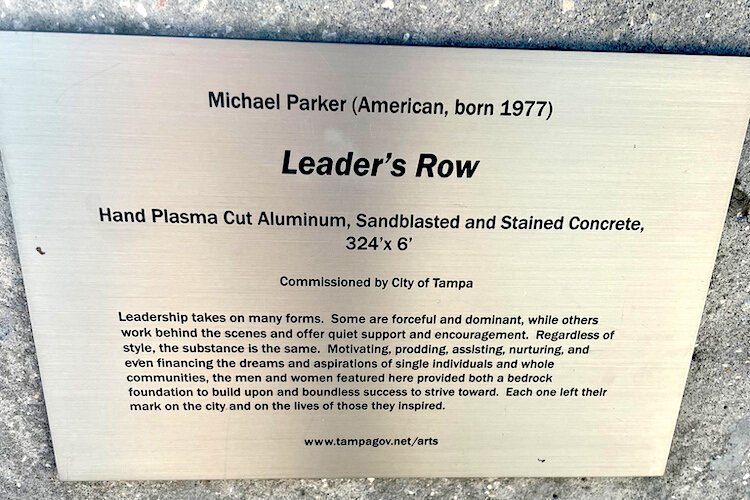 Michael Parker (American, born 1977)
Leader's Row
Hand Plasma Cut Aluminum, Sandblasted and Stained Concrete,
324'x 6'
Commissioned by City of Tampa
Leadership takes on many forms. Some are forceful and dominant, while others
work behind the scenes and offer quiet support and encouragement. Regardless of
style, the substance is the same. Motivating, prodding, assisting, nurturing, and
even financing the dreams and aspirations of single individuals and whole
communities, the men and women featured here provided both a bedrock
foundation to build upon and boundless success to strive toward. Each one left their
mark on the city and on the lives of those they inspired.
www.tampagov.net/arts